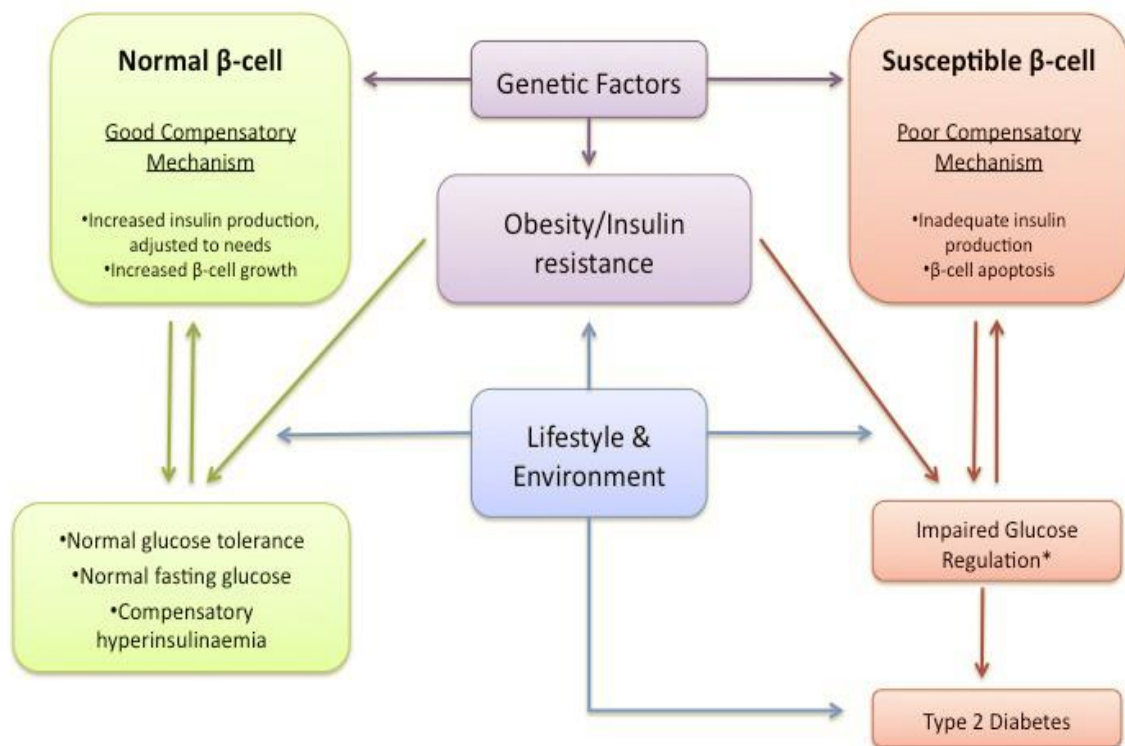 Normal β-cell
Good Compensatory
Mechanism
•Increased insulin production,
adjusted to needs
•Increased β-cell growth
Genetic Factors
Susceptible β-cell
Poor Compensatory
Mechanism
•Inadequate insulin
production
•β-cell apoptosis
Obesity/Insulin
resistance
Lifestyle &
Environment
•Normal glucose tolerance
•Normal fasting glucose
•Compensatory
hyperinsulinaemia
Impaired Glucose
Regulation*
Type 2 Diabetes